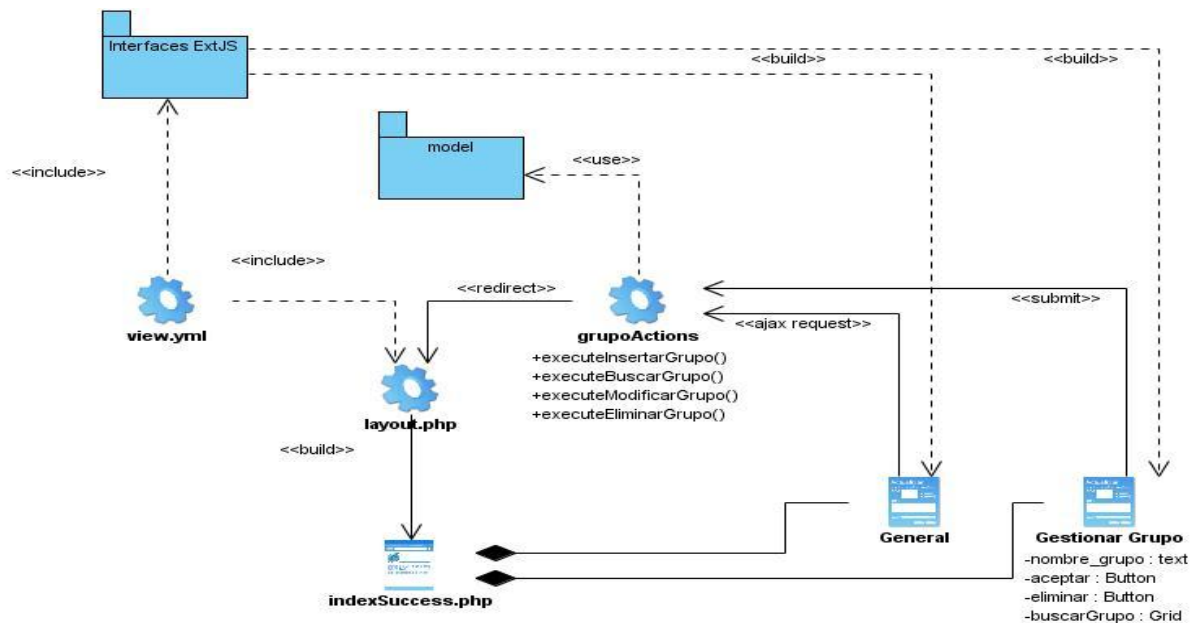 Interfaces ExtJS
<<build>>
<<build>>
model
<<use>>
<<include>>
<<include>>
<<redirect>>
<<submit>>
<<ajax request>>
view.yml
grupoActions
+executeInsertarGrupo()
+executeBuscarGrupo()
+executeModificarGrupo()
+executeEliminarGrupo()
layout.php
<<build>>
General
Gestionar Grupo
-nombre_grupo : text
-aceptar : Button
-eliminar : Button
-buscarGrupo : Grid
indexSuccess.php